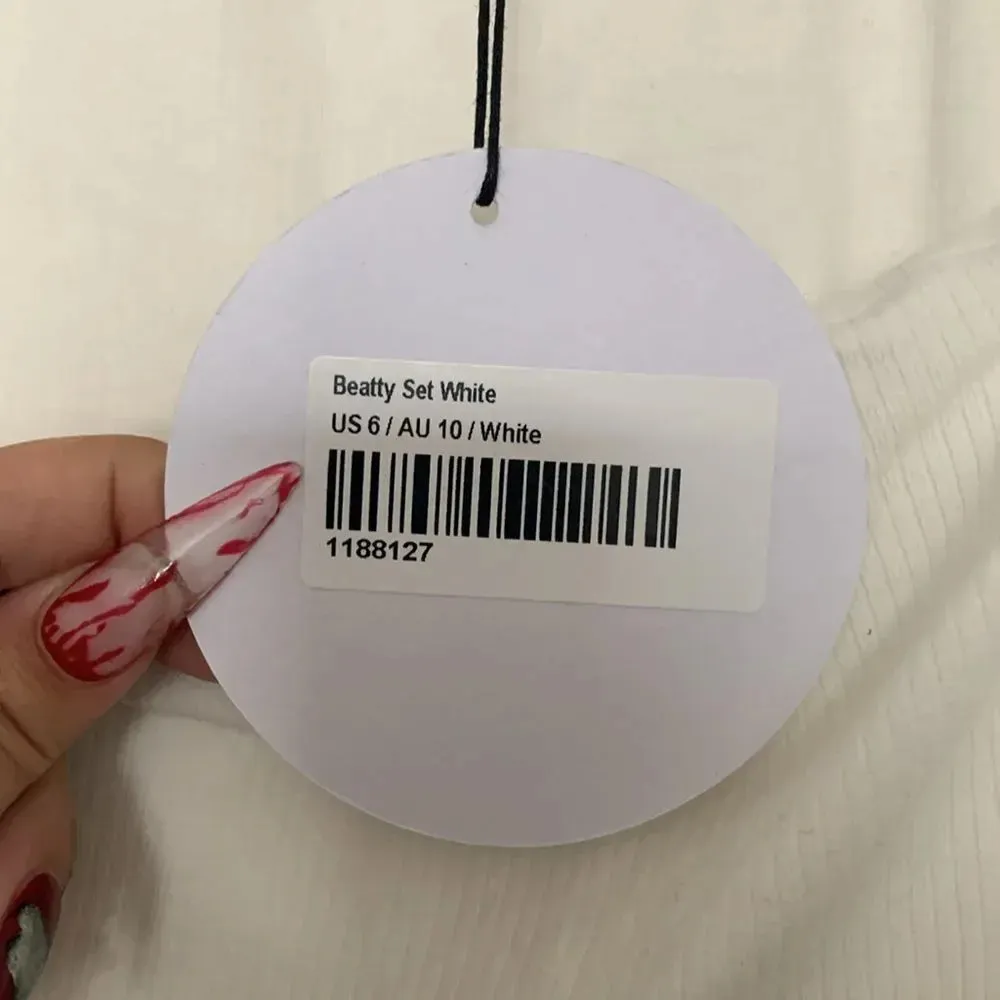 Beatty Set White
US 6 / AU 10 / White
1188127